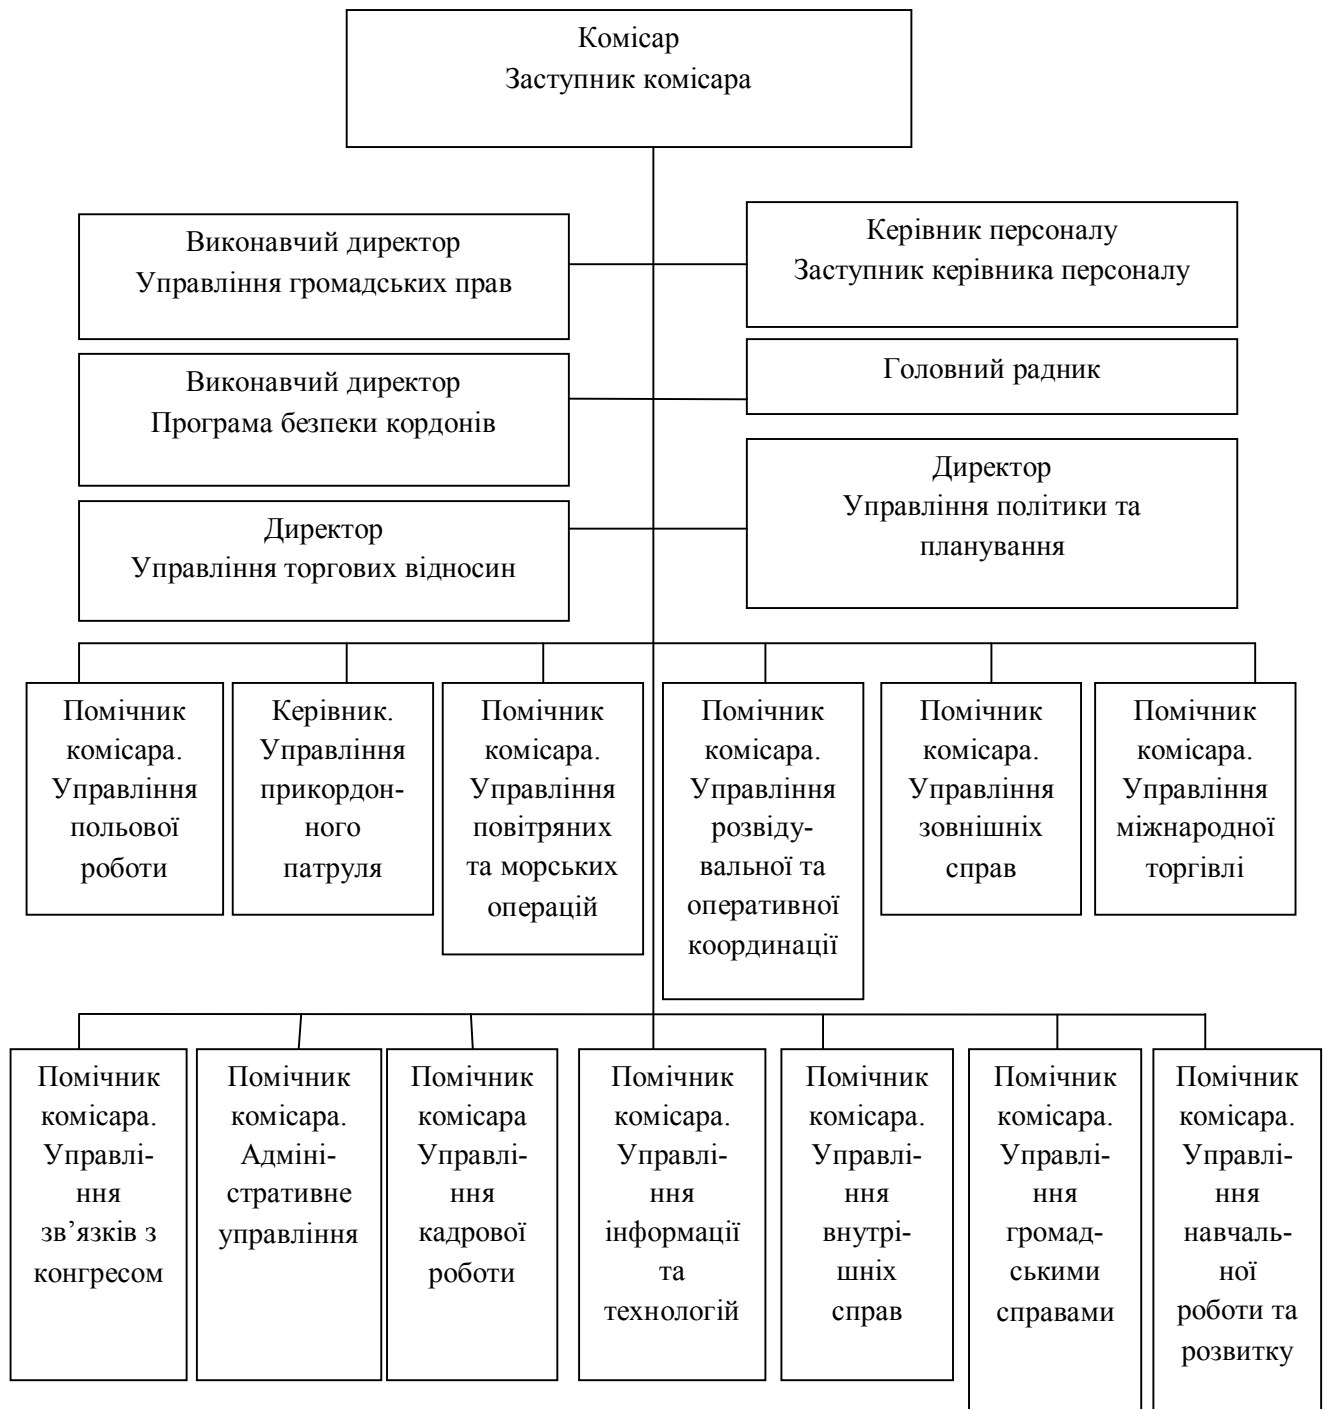 Комісар
Заступник комісара
Виконавчий директор
Управління громадських прав
Керівник персоналу
Заступник керівника персоналу
Виконавчий директор
Програма безпеки кордонів
Головний радник
Директор
Управління торгових відносин
Директор
Управління політики та
планування
Помічник
комісара.
Управління
польової
роботи
Керівник.
Управління
прикордон-
ного
патруля
Помічник
комісара.
Управління
повітряних
та морських
операцій
Помічник
комісара.
Управління
розвіду-
вальної та
оперативної
координації
Помічник
комісара.
Управління
зовнішніх
справ
Помічник
комісара.
Управління
міжнародної
торгівлі
Помічник
комісара.
Управлі-
ння
зв’язків з
конгресом
Помічник
комісара.
Адміні-
стративне
управління
Помічник
комісара
Управлі-
ння
кадрової
роботи
Помічник
комісара.
Управлі-
ння
інформації
та
технологій
Помічник
комісара.
Управлі-
ння
внутрі-
шніх
справ
Помічник
комісара.
Управлі-
ння
громад-
ськими
справами
Помічник
комісара.
Управлі-
ння
навчаль-
ної
роботи та
розвитку